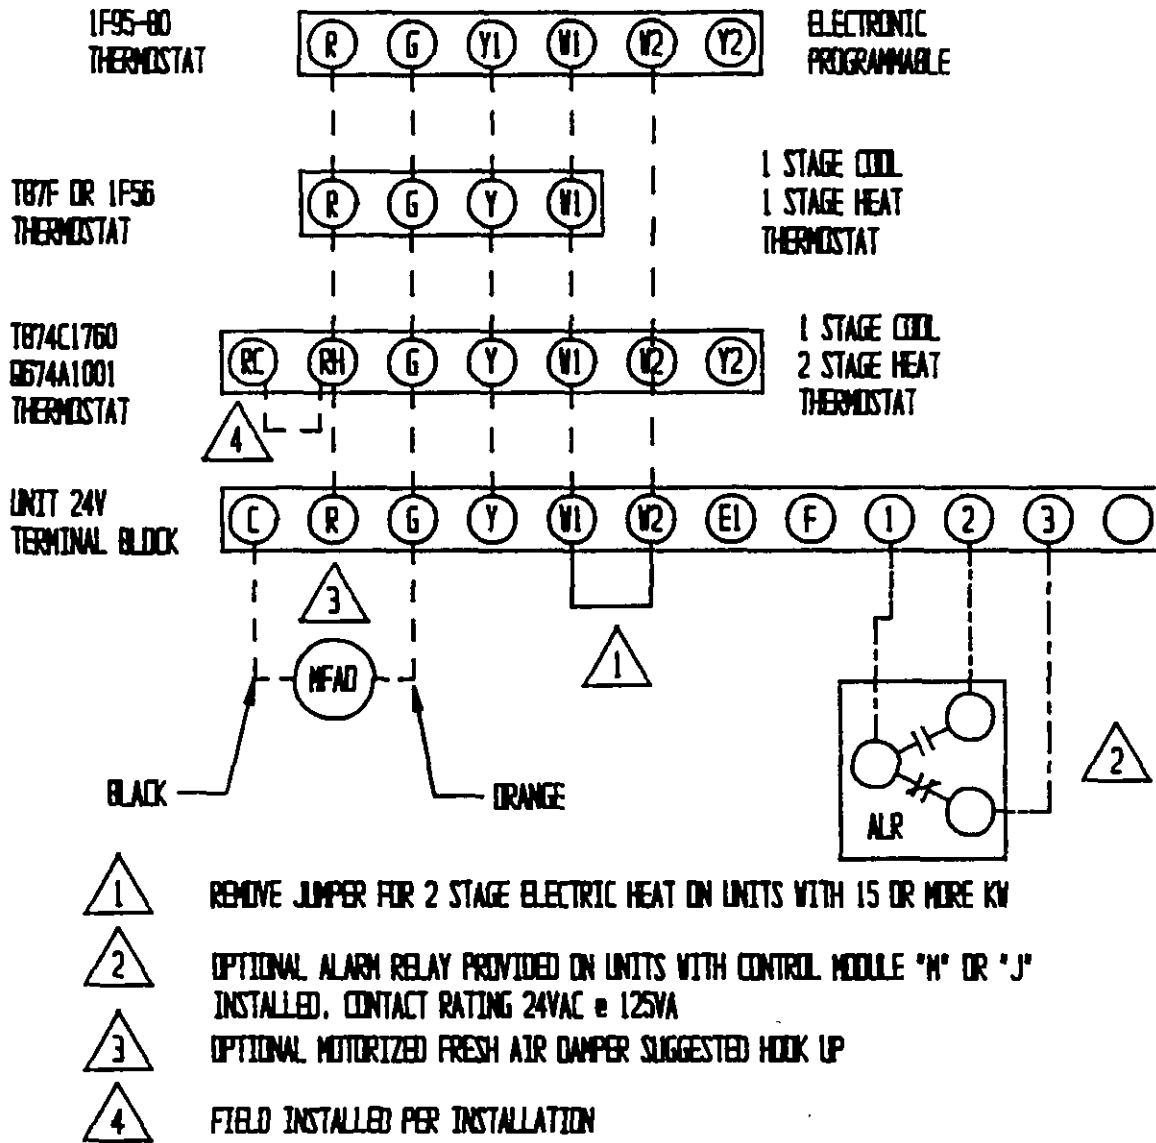 1F95-80
THERMOSTAT
R G Y1 W1 W2 Y2
ELECTRONIC
PROGRAMMABLE
T87F OR 1F56
THERMOSTAT
R G Y W1
1 STAGE COOL
1 STAGE HEAT
THERMOSTAT
T874C1760
Q674A1001
THERMOSTAT
RC RH G Y W1 W2 Y2
1 STAGE COOL
2 STAGE HEAT
THERMOSTAT
4
UNIT 24V
TERMINAL BLOCK
C R G Y W1 W2 E1 F 1 2 3
3
MFAD
1
2
ALR
BLACK
ORANGE
1 REMOVE JUMPER FOR 2 STAGE ELECTRIC HEAT ON UNITS WITH 15 OR MORE KW
2 OPTIONAL ALARM RELAY PROVIDED ON UNITS WITH CONTROL MODULE "M" OR "J"
INSTALLED. CONTACT RATING 24VAC @ 125VA
3 OPTIONAL MOTORIZED FRESH AIR DAMPER SUGGESTED HOOK UP
4 FIELD INSTALLED PER INSTALLATION